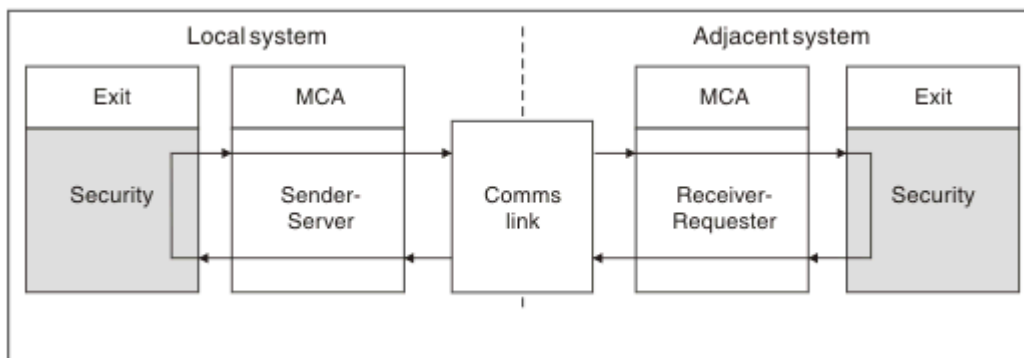 Local system
Adjacent system
Exit
MCA
MCA
Exit
Security
Sender-
Server
Comms
link
Receiver-
Requester
Security